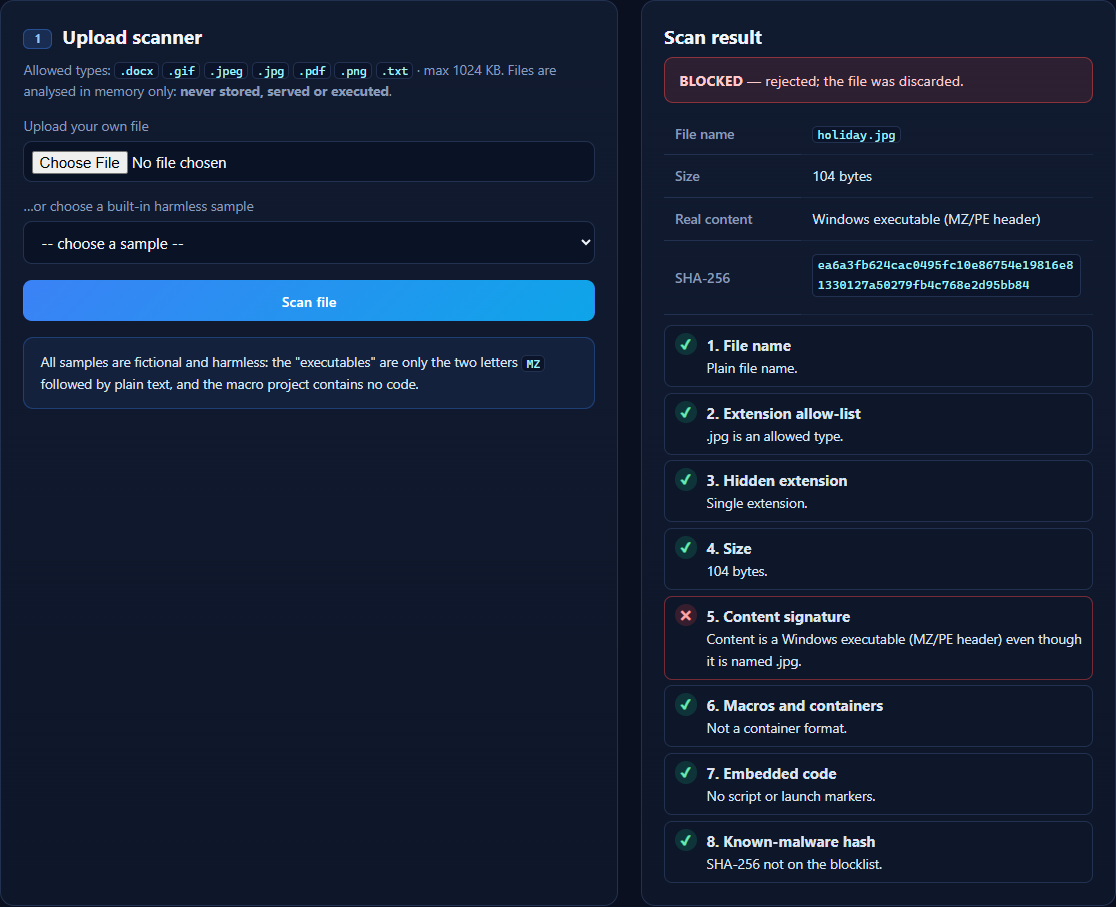 1 Upload scanner
Allowed types: .docx .gif .jpeg .jpg .pdf .png .txt · max 1024 KB. Files are
analysed in memory only: never stored, served or executed.
Upload your own file
Choose File No file chosen
...or choose a built-in harmless sample
-- choose a sample --
Scan file
All samples are fictional and harmless: the "executables" are only the two letters MZ
followed by plain text, and the macro project contains no code.
Scan result
BLOCKED — rejected; the file was discarded.
File name holiday.jpg
Size 104 bytes
Real content Windows executable (MZ/PE header)
SHA-256 ea6a3fb624cac0495fc10e86754e19816e8
1330127a50279fb4c768e2d95bb84
1. File name
Plain file name.
2. Extension allow-list
.jpg is an allowed type.
3. Hidden extension
Single extension.
4. Size
104 bytes.
5. Content signature
Content is a Windows executable (MZ/PE header) even though
it is named .jpg.
6. Macros and containers
Not a container format.
7. Embedded code
No script or launch markers.
8. Known-malware hash
SHA-256 not on the blocklist.